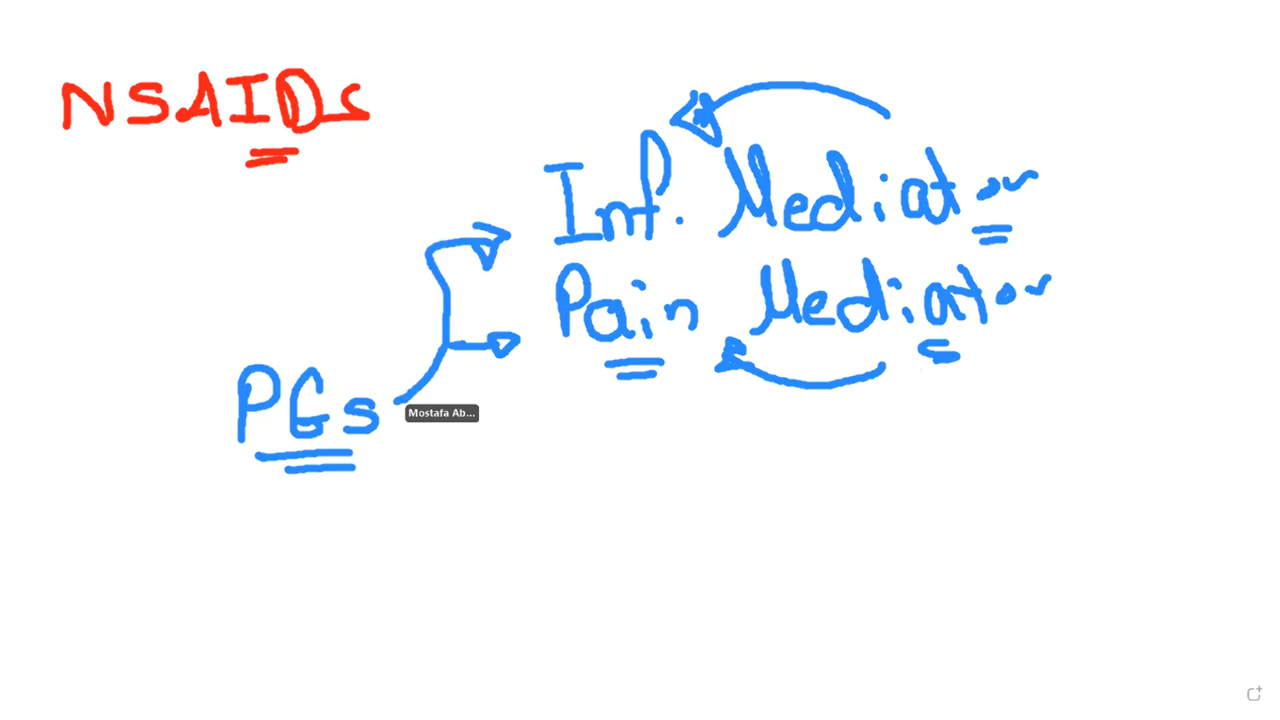 NSAIDs
Inf. Mediator
Pain Mediator
PGs
Mostafa Ab...